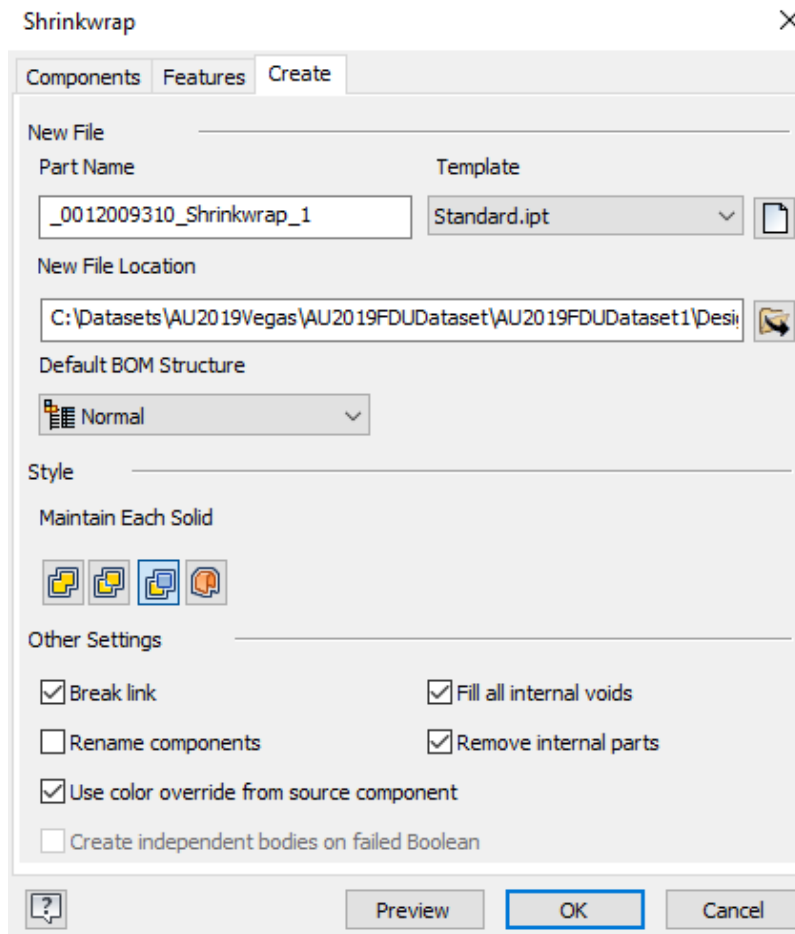 Shrinkwrap
Components Features Create
New File
Part Name Template
_0012009310_Shrinkwrap_1 Standard.ipt
New File Location
C:\Datasets\AU2019Vegas\AU2019FDUDataset\AU2019FDUDataset1\Desi
Default BOM Structure
Normal
Style
Maintain Each Solid
Other Settings
Break link Fill all internal voids
Rename components Remove internal parts
Use color override from source component
Create independent bodies on failed Boolean
Preview OK Cancel